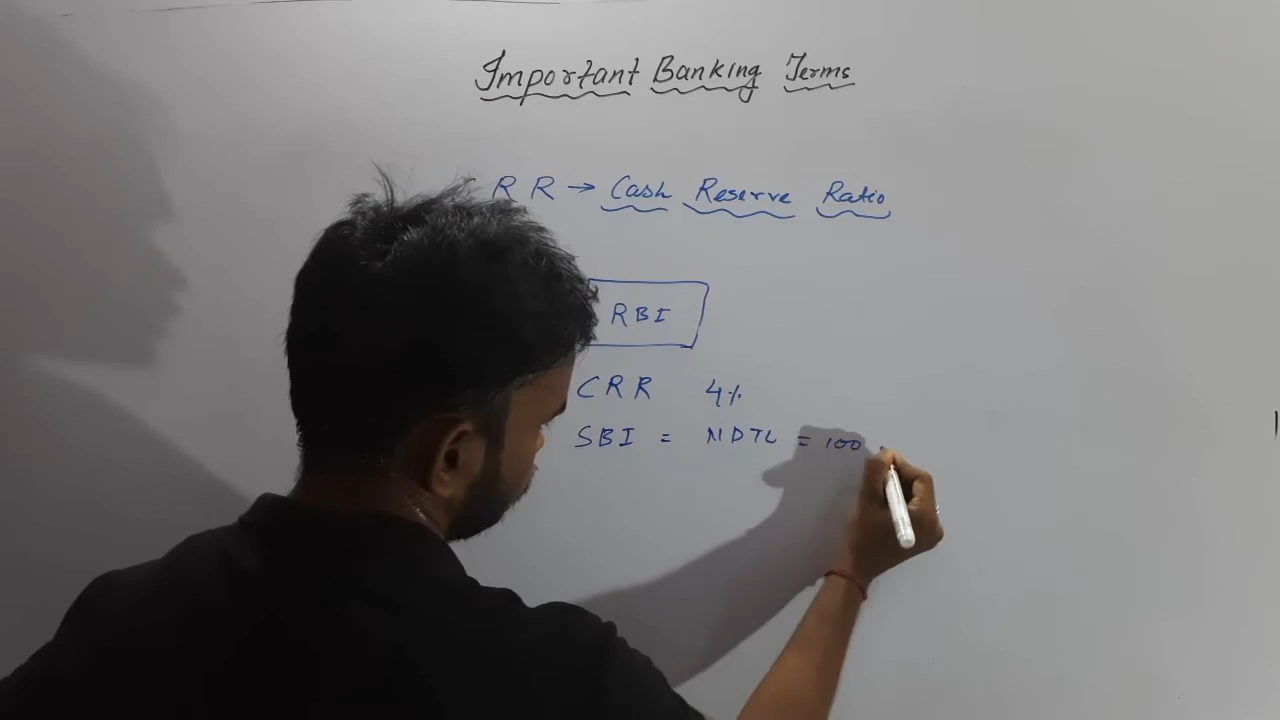 Important Banking Terms
R R → Cash Reserve Ratio
RBI
CRR 4%
SBI = NDTL = 100